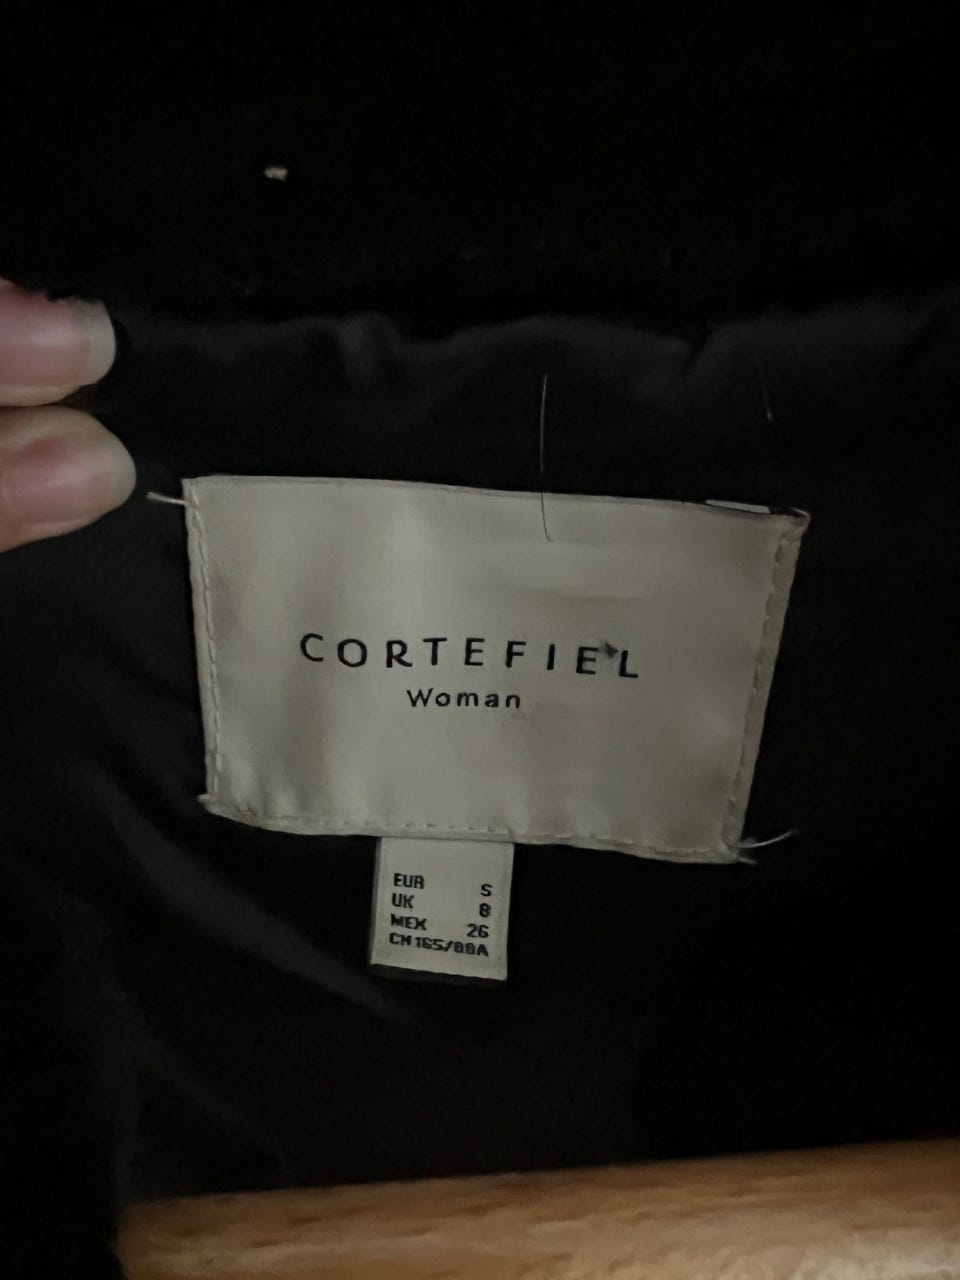 CORTEFIEL
Woman
EUR S
UK 8
MEX 26
CN 165/88A